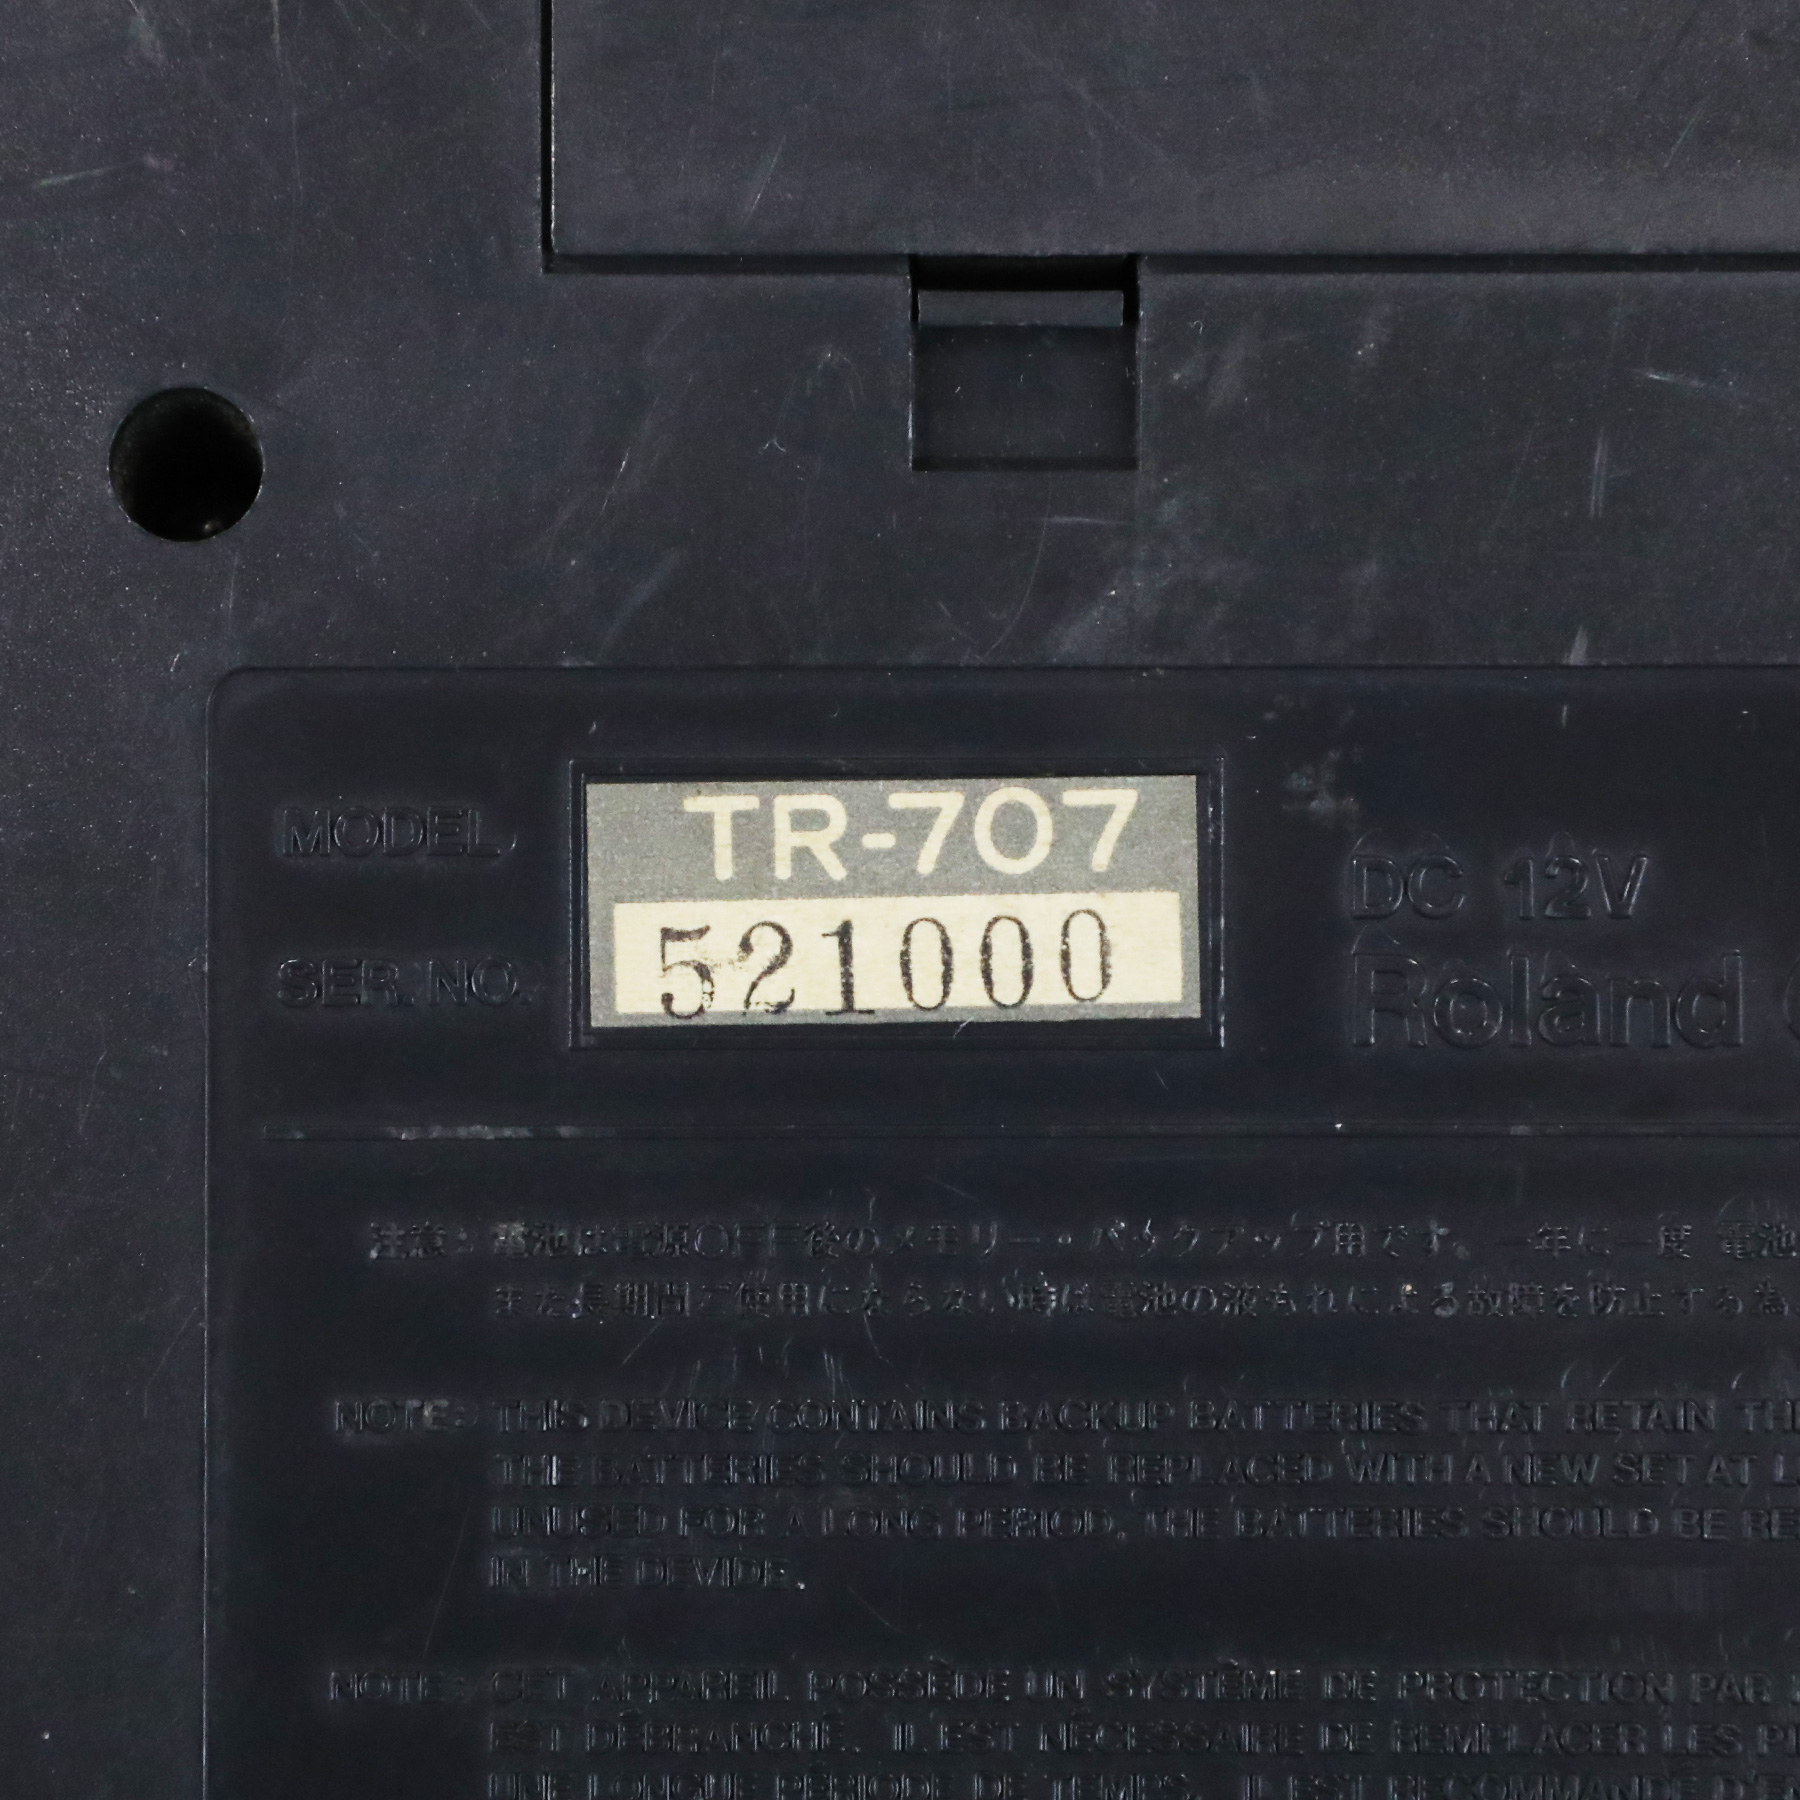 MODEL TR-707
SER. NO. 521000
DC 12V
Roland
注意：電池は電源OFF後のメモリー・バックアップ用です。一年に一度 電池
また長期間ご使用にならない時は電池の液もれによる故障を防止する為
NOTE: THIS DEVICE CONTAINS BACKUP BATTERIES THAT RETAIN
THE BATTERIES SHOULD BE REPLACED WITH A NEW SET AT
UNUSED FOR A LONG PERIOD, THE BATTERIES SHOULD BE
IN THE DEVIDE.
NOTE: CET APPAREIL POSSÈDE UN SYSTÈME DE PROTECTION PAR
EST DÉBRANCHÉ. IL EST NÉCESSAIRE DE REMPLACER LES
UNE LONGUE PÉRIODE DE TEMPS. IL EST RECOMMANDÉ